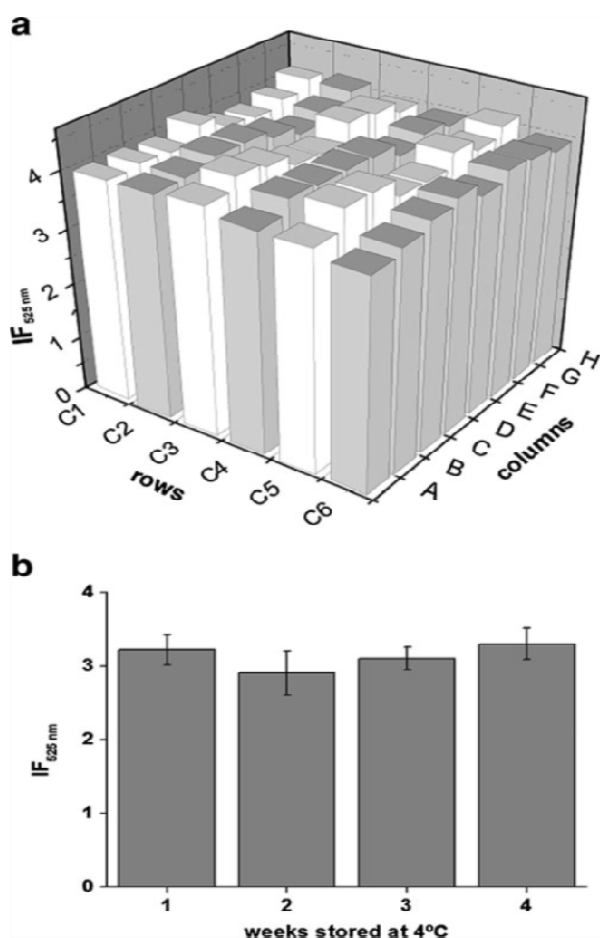 a
4
3
2
1
0
IF525 nm
C1
C2
C3
C4
C5
C6
rows
A
B
C
D
E
F
G
H
columns
b
4
3
2
1
0
IF525 nm
1 2 3 4
weeks stored at 4ºC